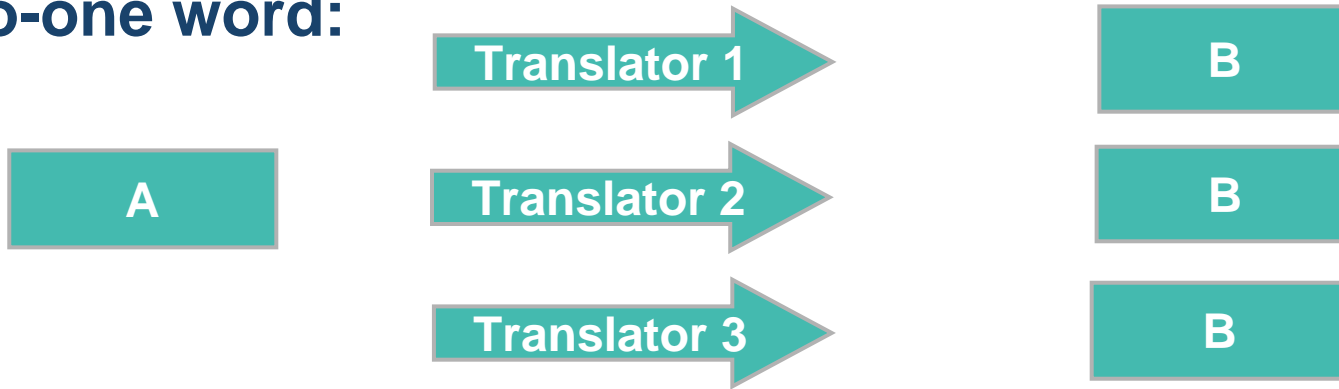 o-one word:
Translator 1
B
A
Translator 2
B
Translator 3
B